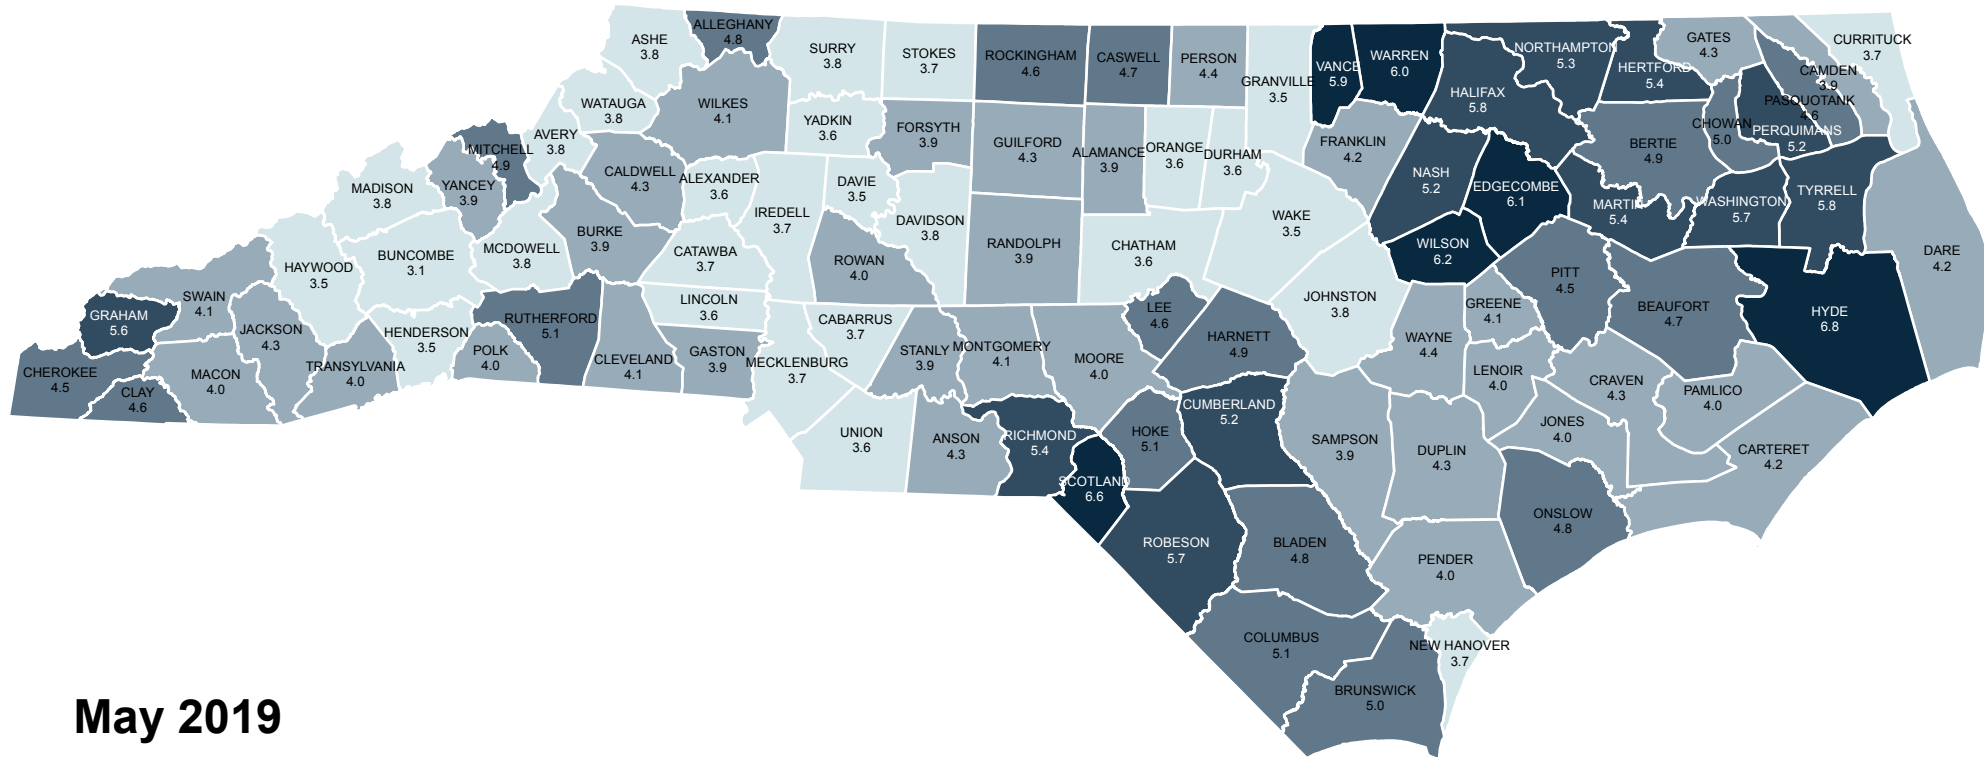 ALLEGHANY
4.8
ASHE
3.8
SURRY
3.8
STOKES
3.7
ROCKINGHAM
4.6
CASWELL
4.7
PERSON
4.4
GRANVILLE
3.5
VANCE
5.9
WARREN
6.0
NORTHAMPTON
5.3
HERTFORD
5.4
GATES
4.3
CURRITUCK
3.7
CAMDEN
3.9
PASQUOTANK
4.6
PERQUIMANS
5.2
CHOWAN
5.0
HALIFAX
5.8
WATAUGA
3.8
WILKES
4.1
YADKIN
3.6
FORSYTH
3.9
GUILFORD
4.3
ALAMANCE
3.9
ORANGE
3.6
DURHAM
3.6
FRANKLIN
4.2
NASH
5.2
EDGECOMBE
6.1
BERTIE
4.9
MARTIN
5.4
WASHINGTON
5.7
TYRRELL
5.8
DARE
4.2
AVERY
3.8
MITCHELL
4.9
YANCEY
3.9
MADISON
3.8
CALDWELL
4.3
ALEXANDER
3.6
IREDELL
3.7
DAVIE
3.5
DAVIDSON
3.8
RANDOLPH
3.9
CHATHAM
3.6
WAKE
3.5
WILSON
6.2
PITT
4.5
BEAUFORT
4.7
HYDE
6.8
HAYWOOD
3.5
BUNCOMBE
3.1
MCDOWELL
3.8
BURKE
3.9
CATAWBA
3.7
ROWAN
4.0
LINCOLN
3.6
CABARRUS
3.7
LEE
4.6
JOHNSTON
3.8
GREENE
4.1
WAYNE
4.4
HARNETT
4.9
SWAIN
4.1
GRAHAM
5.6
JACKSON
4.3
HENDERSON
3.5
RUTHERFORD
5.1
POLK
4.0
CLEVELAND
4.1
GASTON
3.9
MECKLENBURG
3.7
STANLY
3.9
MONTGOMERY
4.1
MOORE
4.0
LENOIR
4.0
CRAVEN
4.3
PAMLICO
4.0
CHEROKEE
4.5
CLAY
4.6
MACON
4.0
TRANSYLVANIA
4.0
UNION
3.6
ANSON
4.3
RICHMOND
5.4
SCOTLAND
6.6
HOKE
5.1
CUMBERLAND
5.2
SAMPSON
3.9
DUPLIN
4.3
JONES
4.0
CARTERET
4.2
ONSLOW
4.8
ROBESON
5.7
BLADEN
4.8
PENDER
4.0
COLUMBUS
5.1
NEW HANOVER
3.7
BRUNSWICK
5.0
May 2019